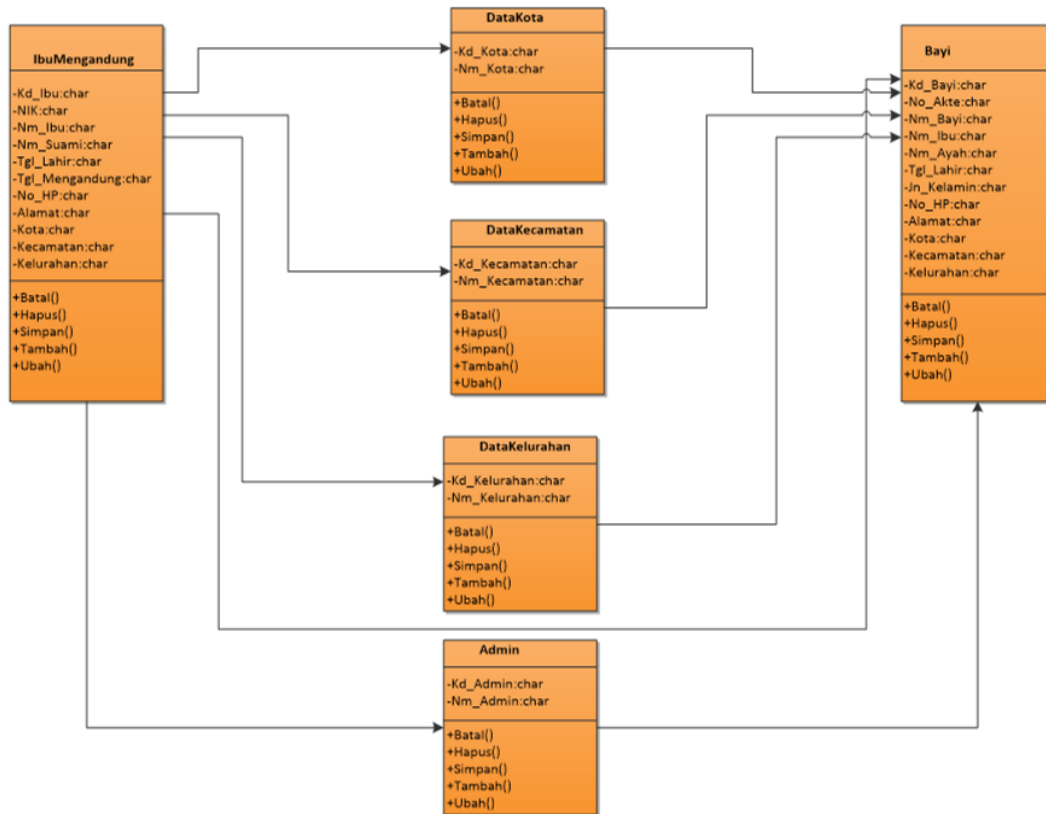 IbuMengandung
-Kd_Ibu:char
-NIK:char
-Nm_Ibu:char
-Nm_Suami:char
-Tgl_Lahir:char
-Tgl_Mengandung:char
-No_HP:char
-Alamat:char
-Kota:char
-Kecamatan:char
-Kelurahan:char
+Batal()
+Hapus()
+Simpan()
+Tambah()
+Ubah()
DataKota
-Kd_Kota:char
-Nm_Kota:char
+Batal()
+Hapus()
+Simpan()
+Tambah()
+Ubah()
DataKecamatan
-Kd_Kecamatan:char
-Nm_Kecamatan:char
+Batal()
+Hapus()
+Simpan()
+Tambah()
+Ubah()
DataKelurahan
-Kd_Kelurahan:char
-Nm_Kelurahan:char
+Batal()
+Hapus()
+Simpan()
+Tambah()
+Ubah()
Admin
-Kd_Admin:char
-Nm_Admin:char
+Batal()
+Hapus()
+Simpan()
+Tambah()
+Ubah()
Bayi
-Kd_Bayi:char
-No_Akte:char
-Nm_Bayi:char
-Nm_Ibu:char
-Nm_Ayah:char
-Tgl_Lahir:char
-Jn_Kelamin:char
-No_HP:char
-Alamat:char
-Kota:char
-Kecamatan:char
-Kelurahan:char
+Batal()
+Hapus()
+Simpan()
+Tambah()
+Ubah()